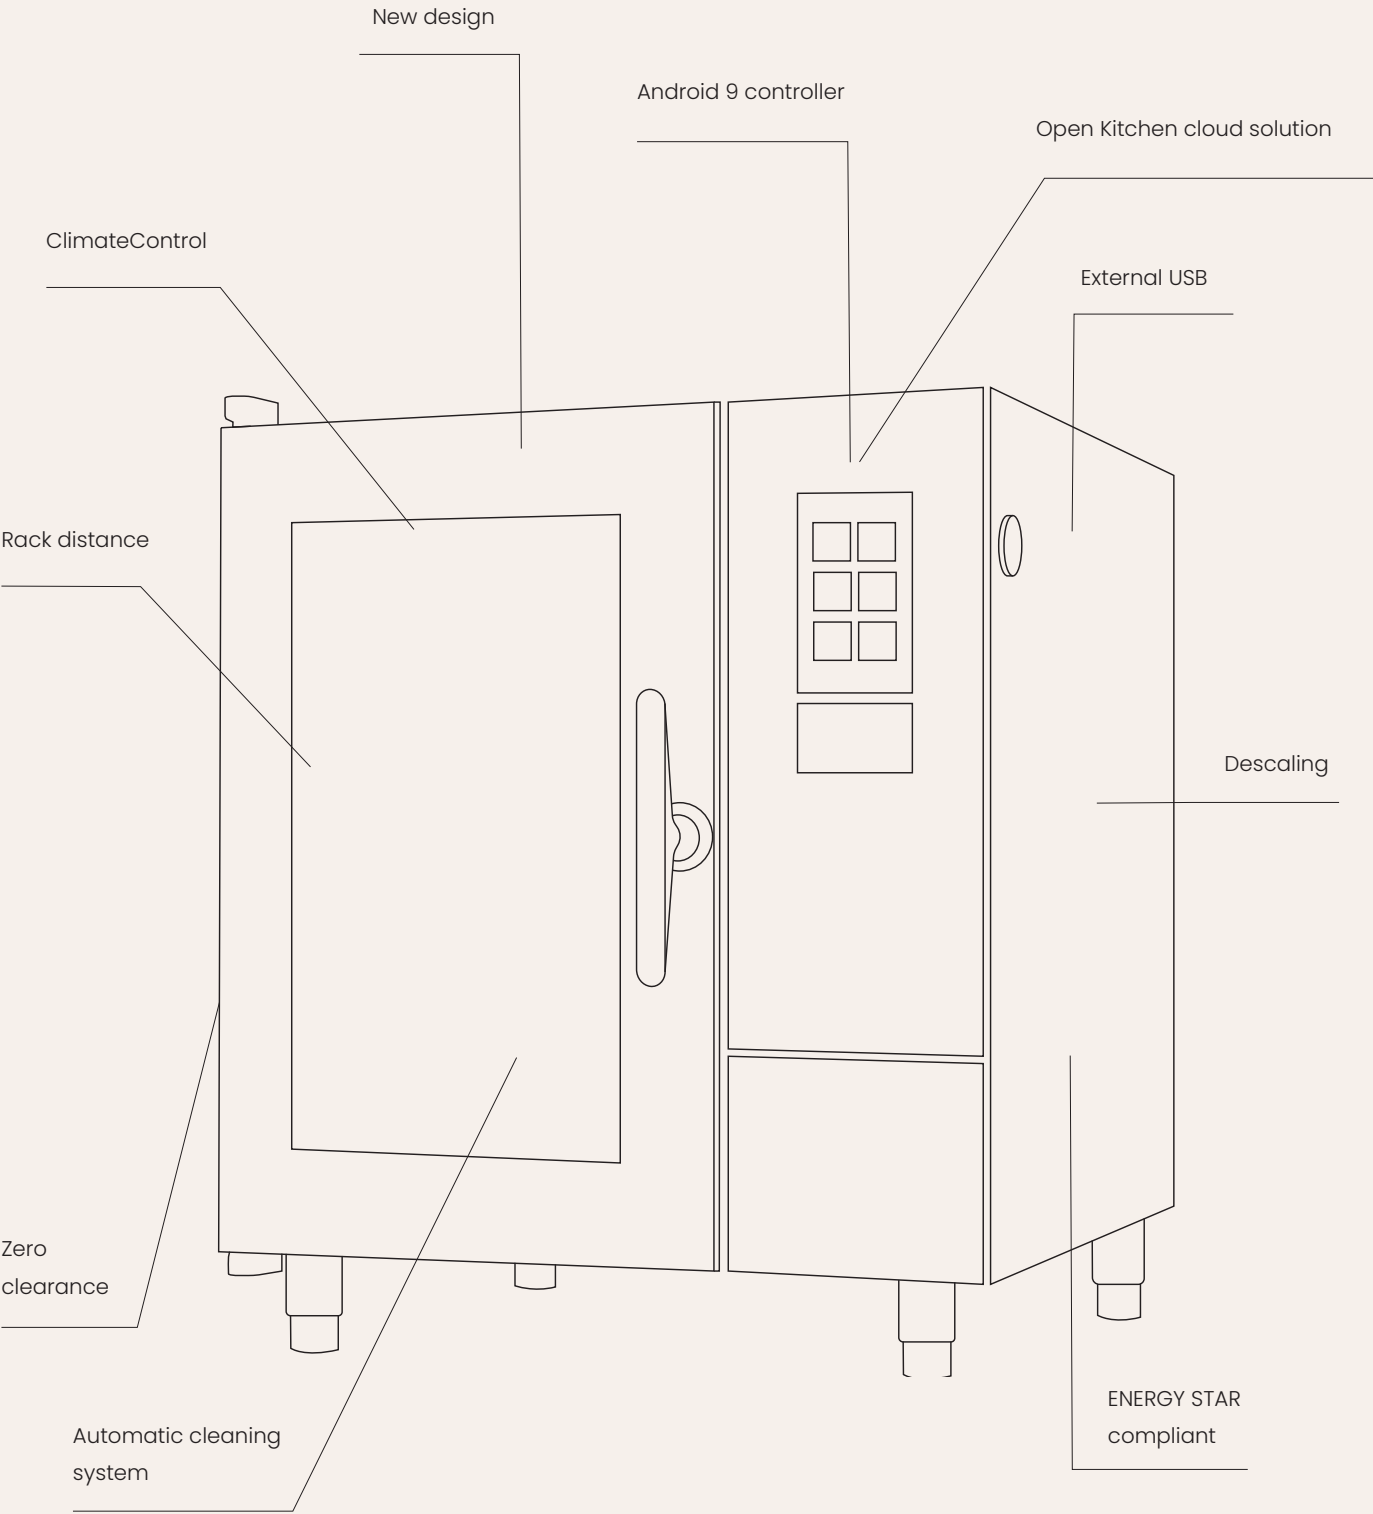 New design
Android 9 controller
Open Kitchen cloud solution
ClimateControl
External USB
Rack distance
Descaling
Zero
clearance
ENERGY STAR
compliant
Automatic cleaning
system